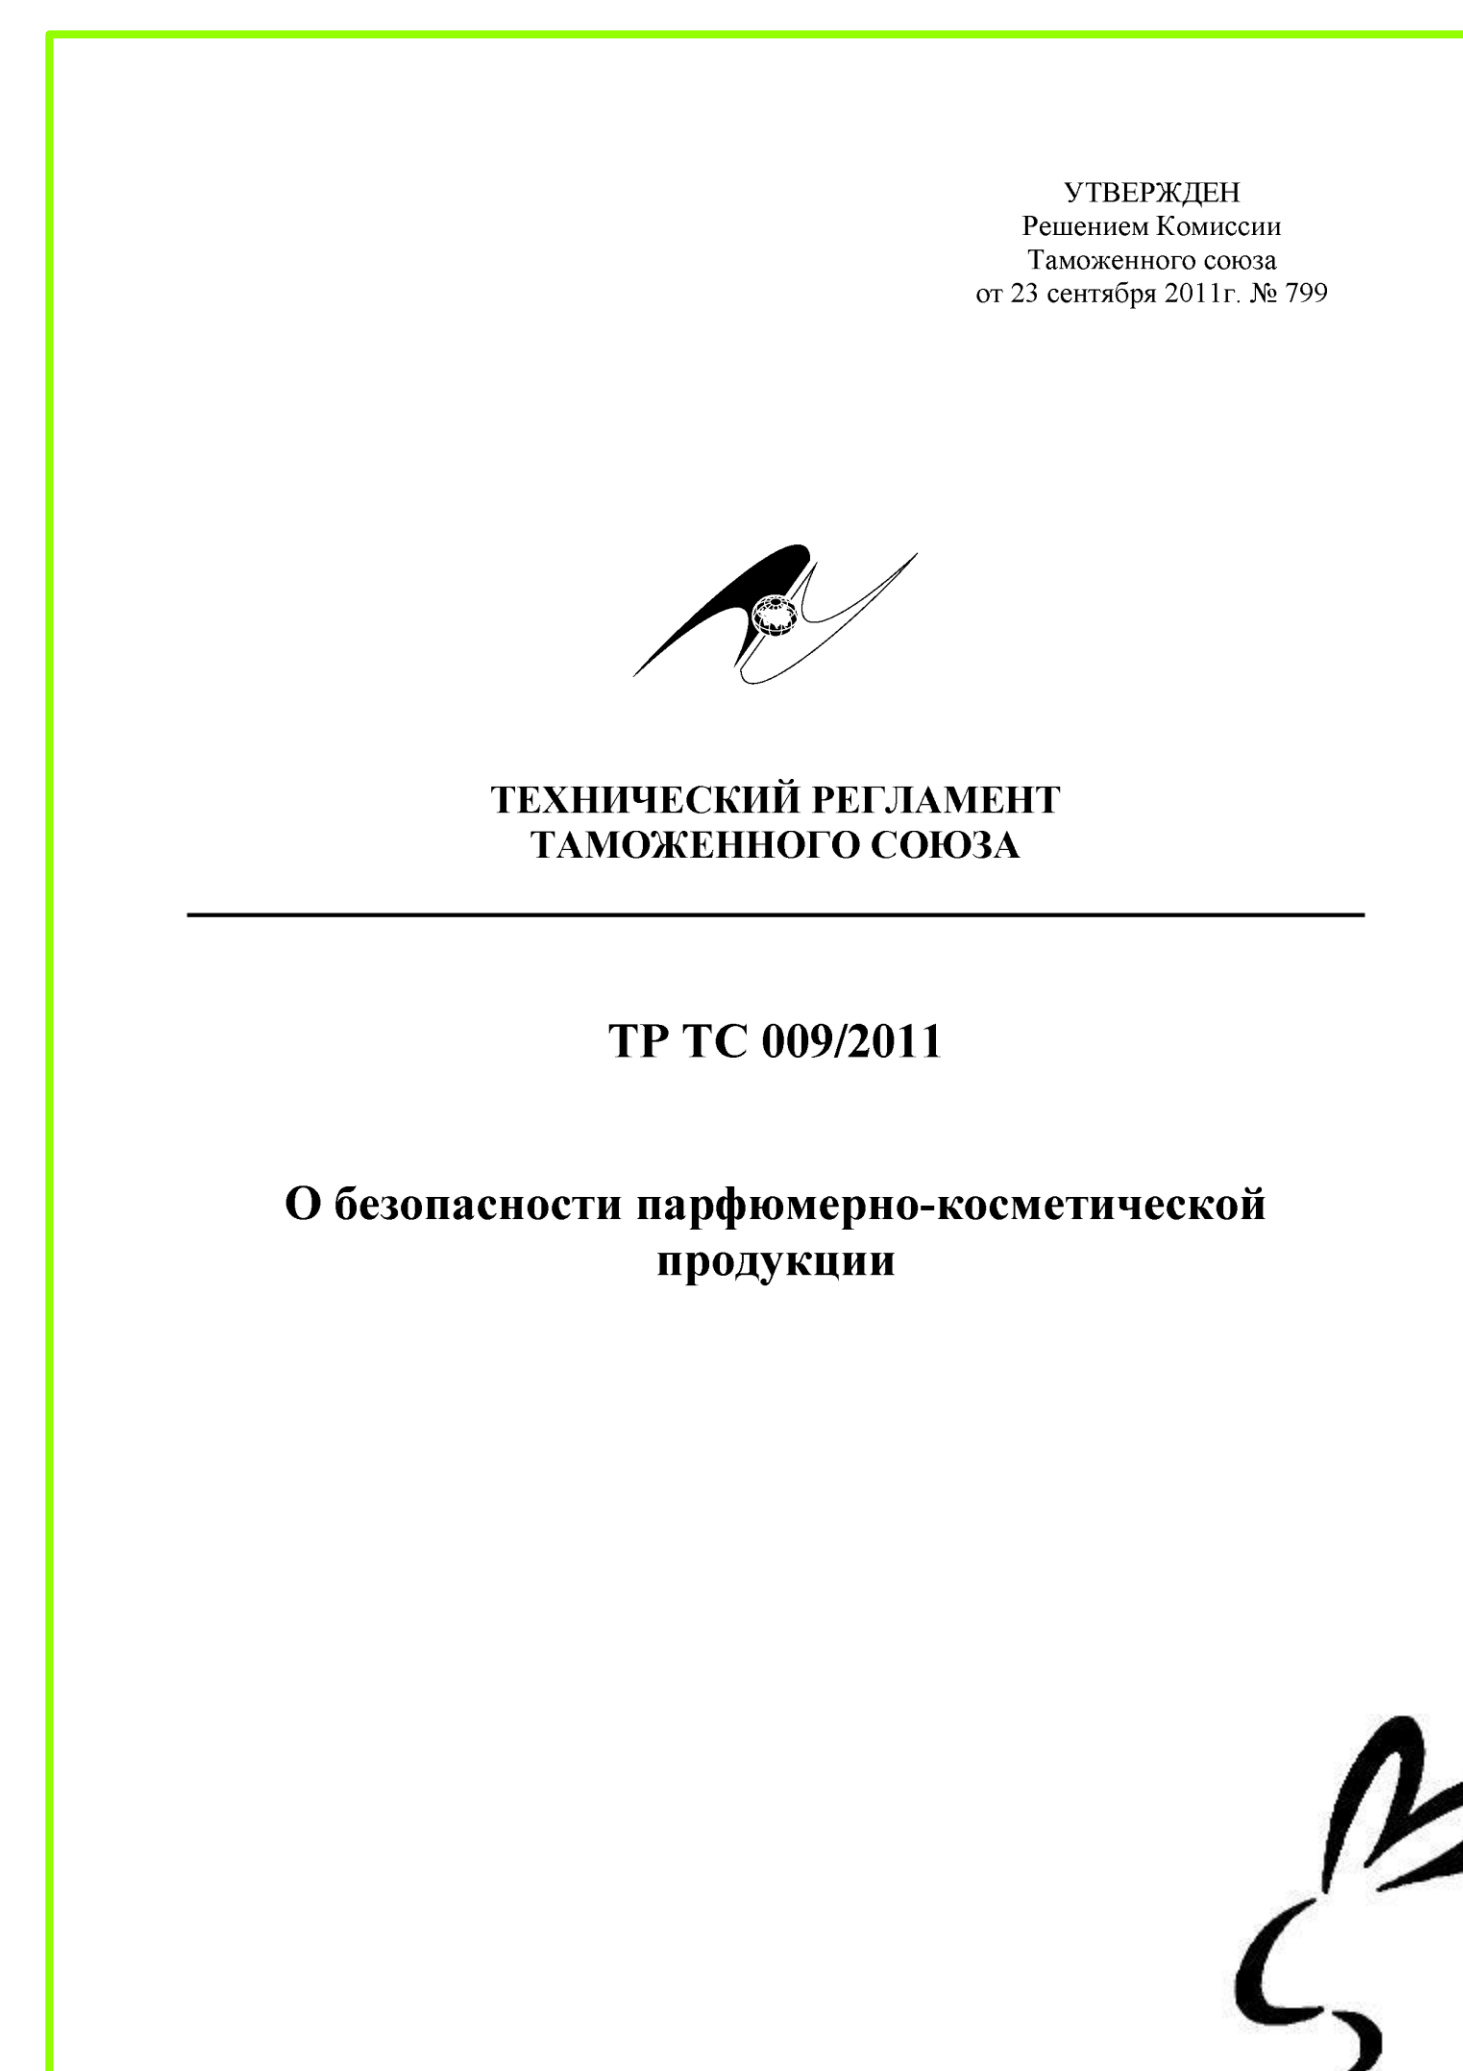 УТВЕРЖДЕН
Решением Комиссии
Таможенного союза
от 23 сентября 2011г. № 799
ТЕХНИЧЕСКИЙ РЕГЛАМЕНТ
ТАМОЖЕННОГО СОЮЗА
ТР ТС 009/2011
О безопасности парфюмерно-косметической
продукции